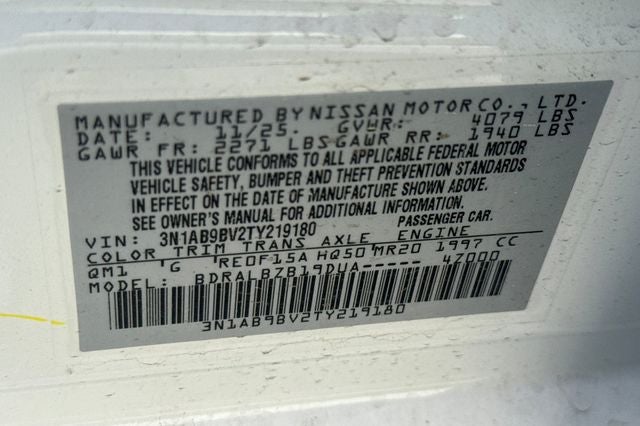 MANUFACTURED BY NISSAN MOTOR CO., LTD.
DATE: 11/25. GVWR: 4079 LBS
GAWR FR: 2271 LBS GAWR RR: 1940 LBS
THIS VEHICLE CONFORMS TO ALL APPLICABLE FEDERAL MOTOR
VEHICLE SAFETY, BUMPER AND THEFT PREVENTION STANDARDS
IN EFFECT ON THE DATE OF MANUFACTURE SHOWN ABOVE.
SEE OWNER'S MANUAL FOR ADDITIONAL INFORMATION.
VIN: 3N1AB9BV2TY219180 PASSENGER CAR.
COLOR TRIM TRANS AXLE ENGINE
QM1 G RE0F15A HQ50 MR20 1997 CC
MODEL: BDRALBZB19DUA----- 47000
3N1AB9BV2TY219180